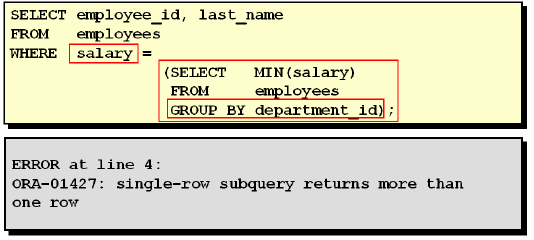 SELECT employee_id, last_name
FROM   employees
WHERE  salary =
(SELECT   MIN(salary)
FROM     employees
GROUP BY department_id);
ERROR at line 4:
ORA-01427: single-row subquery returns more than
one row